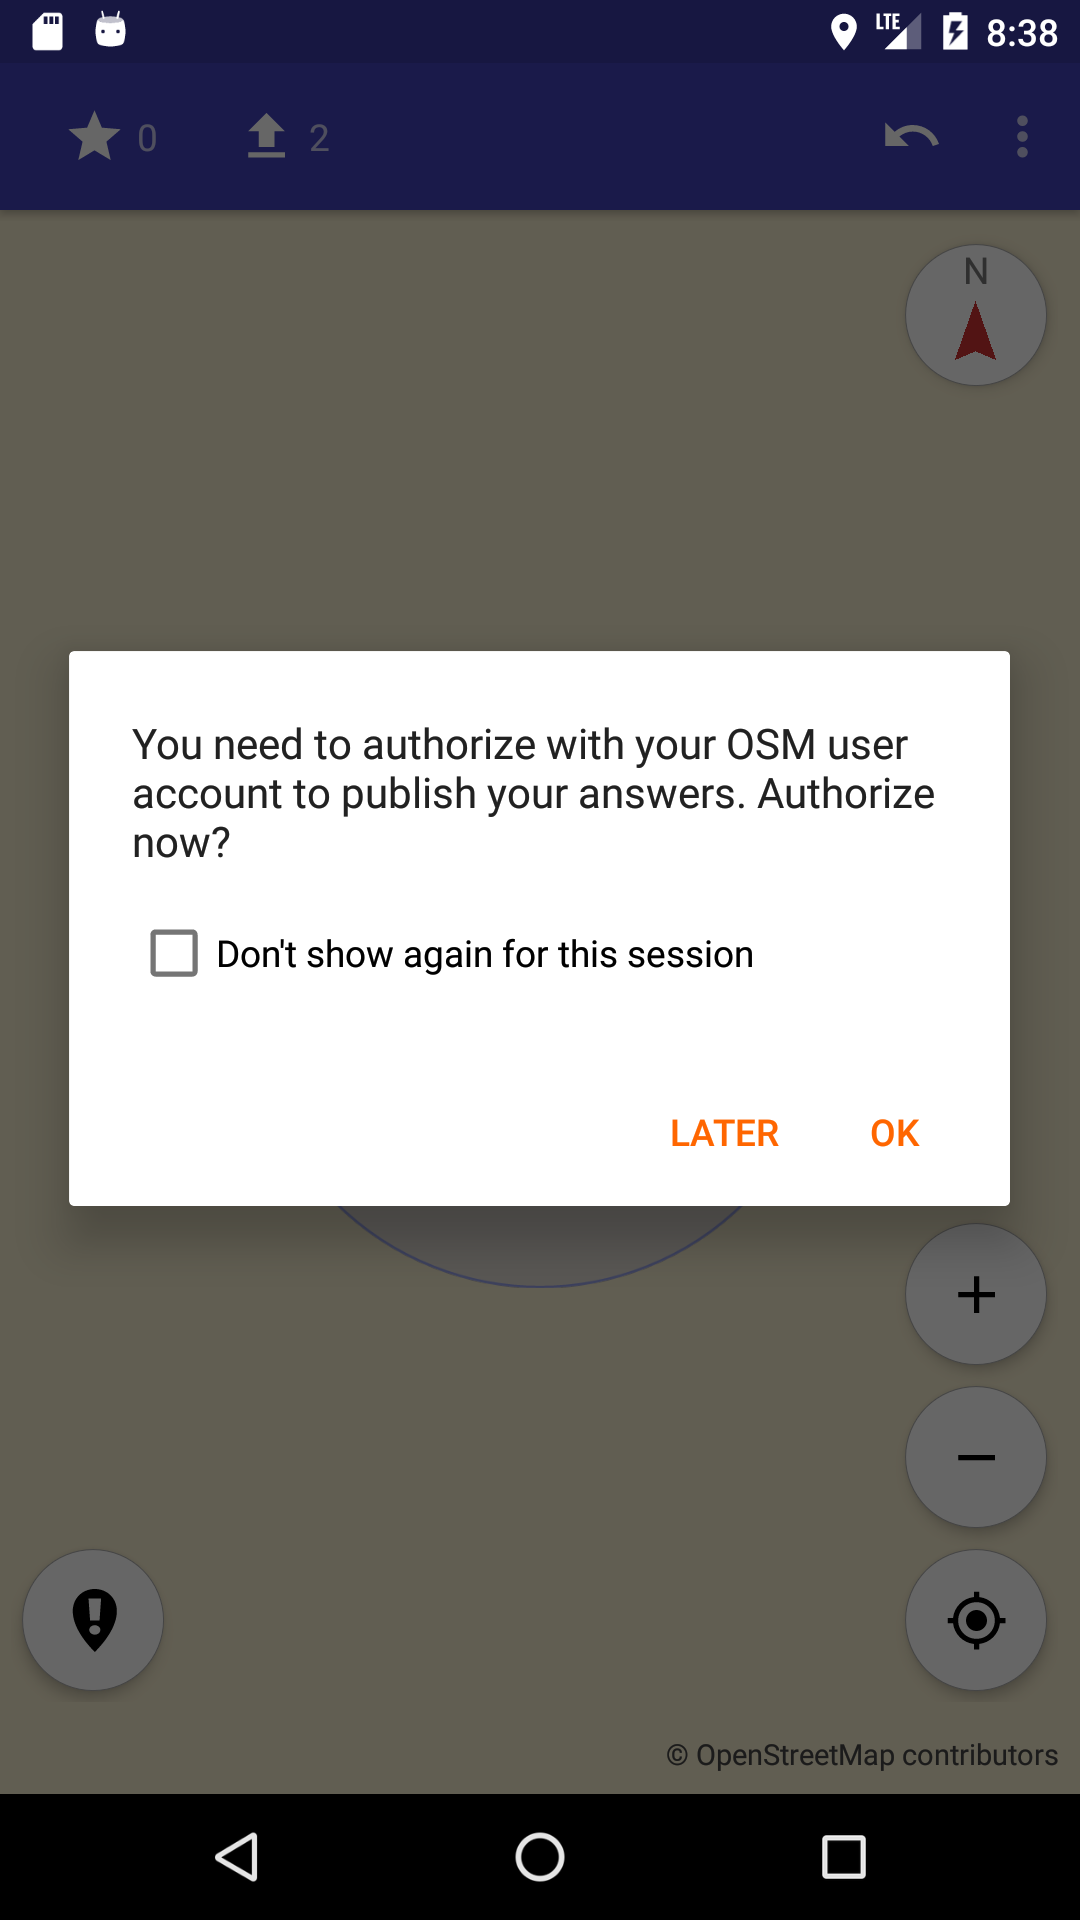 LTE 8:38
0 2
N
You need to authorize with your OSM user
account to publish your answers. Authorize
now?
Don't show again for this session
LATER OK
© OpenStreetMap contributors